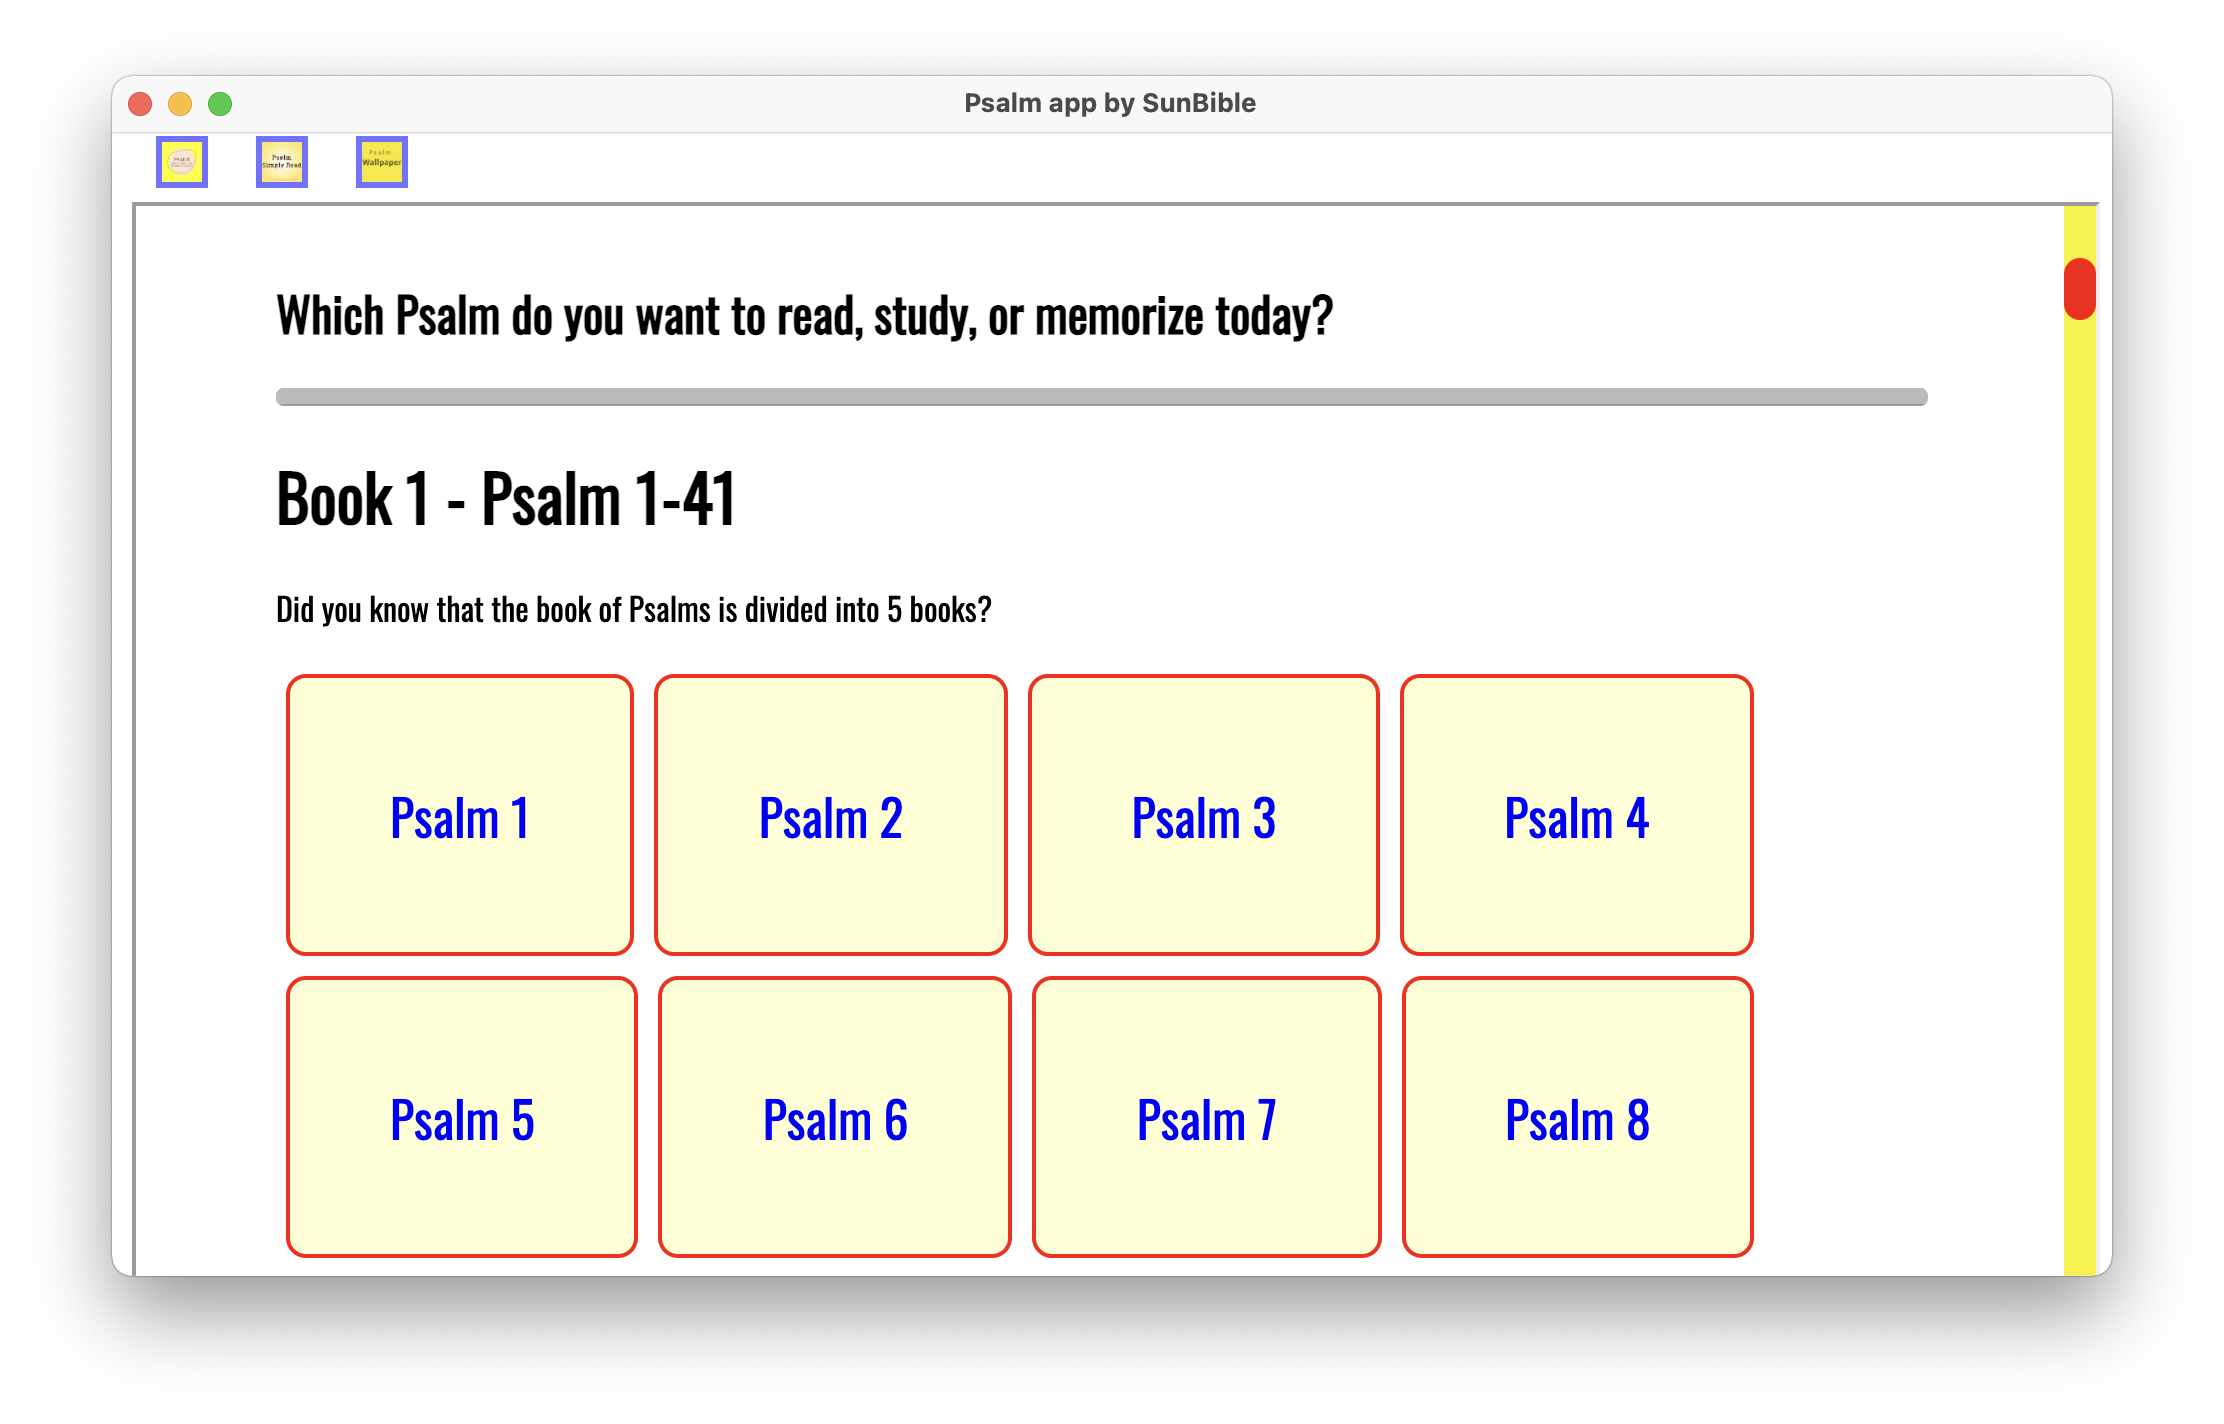 Psalm app by SunBible
Psalm
Simply Read
Psalm
Wallpaper
Which Psalm do you want to read, study, or memorize today?
Book 1 - Psalm 1-41
Did you know that the book of Psalms is divided into 5 books?
Psalm 1
Psalm 2
Psalm 3
Psalm 4
Psalm 5
Psalm 6
Psalm 7
Psalm 8